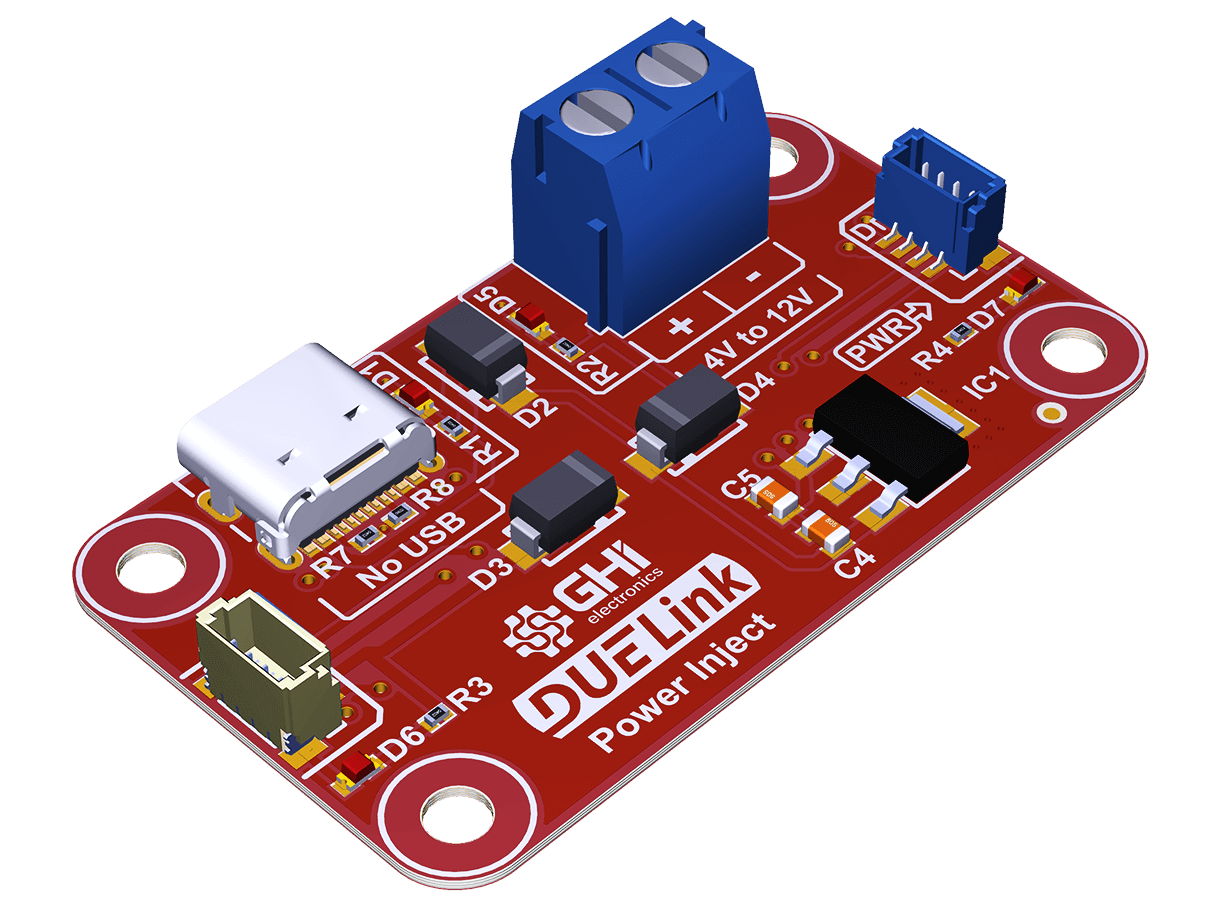 D5
R2
+
-
4V to 12V
PWR
D7
R4
IC1
D1
R1
D2
D4
R8
R7
No USB
D3
C5
C4
GHI
electronics
DUELink
Power Inject
R3
D6